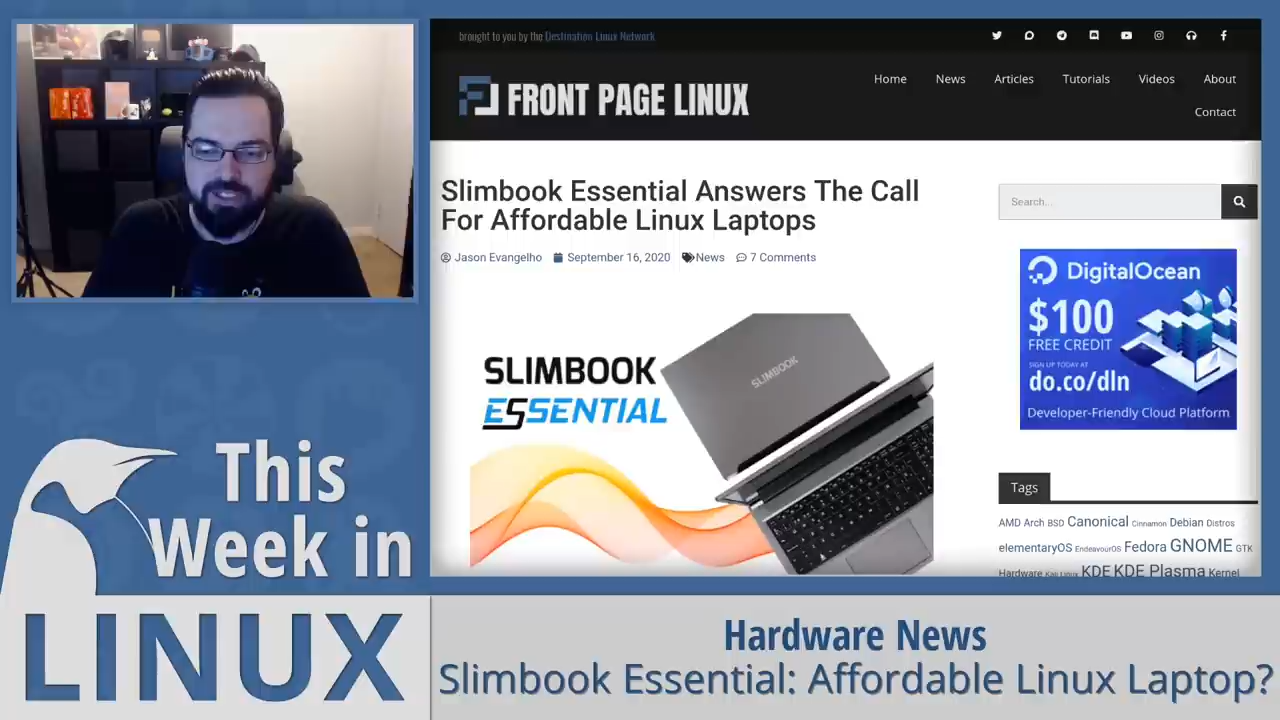 brought to you by the Destination Linux Network
FRONT PAGE LINUX
Home News Articles Tutorials Videos About
Contact
Slimbook Essential Answers The Call
For Affordable Linux Laptops
Jason Evangelho September 16, 2020 News 7 Comments
Search...
SLIMBOOK
ESSENTIAL
SLIMBOOK
DigitalOcean
$100
FREE CREDIT
SIGN UP TODAY AT
do.co/dln
Developer-Friendly Cloud Platform
Tags
AMD Arch BSD Canonical Cinnamon Debian Distros
elementaryOS EndeavourOS Fedora GNOME GTK
Hardware Kali Linux KDE KDE Plasma Kernel
This
Week in
LINUX
Hardware News
Slimbook Essential: Affordable Linux Laptop?